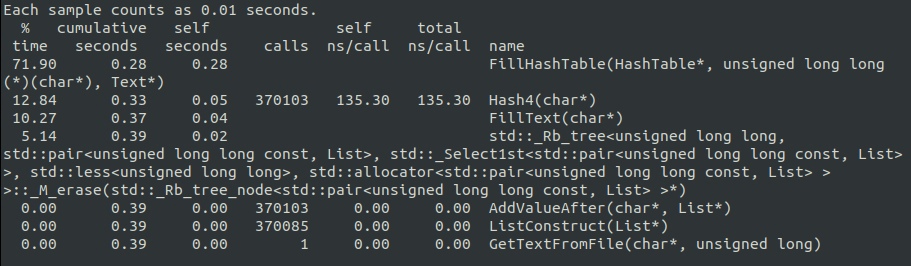 Each sample counts as 0.01 seconds.
  %   cumulative   self              self     total
 time   seconds   seconds    calls  ns/call  ns/call  name
 71.90      0.28     0.28                             FillHashTable(HashTable*, unsigned long long
(*)(char*), Text*)
 12.84      0.33     0.05   370103   135.30   135.30  Hash4(char*)
 10.27      0.37     0.04                             FillText(char*)
  5.14      0.39     0.02                             std::_Rb_tree<unsigned long long,
std::pair<unsigned long long const, List>, std::_Select1st<std::pair<unsigned long long const, List>
>, std::less<unsigned long long>, std::allocator<std::pair<unsigned long long const, List> >
>::_M_erase(std::_Rb_tree_node<std::pair<unsigned long long const, List> >*)
  0.00      0.39     0.00   370103     0.00     0.00  AddValueAfter(char*, List*)
  0.00      0.39     0.00   370085     0.00     0.00  ListConstruct(List*)
  0.00      0.39     0.00        1     0.00     0.00  GetTextFromFile(char*, unsigned long)